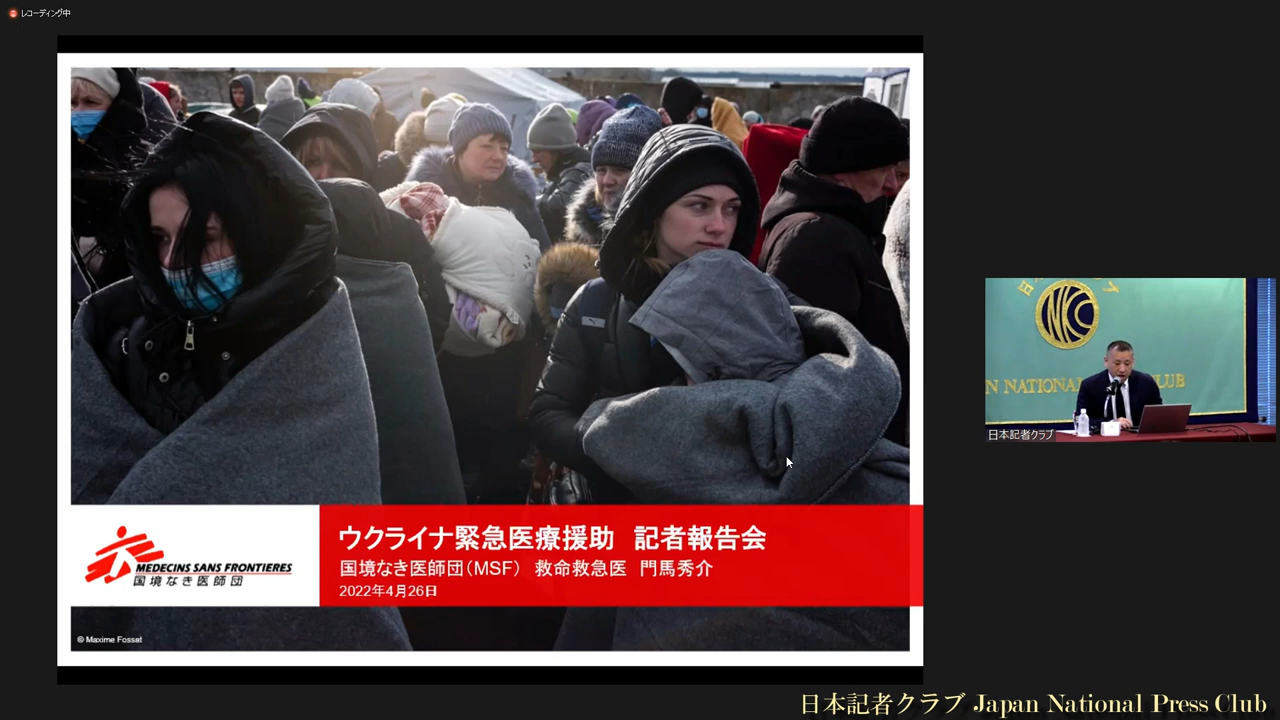 レコーディング中
ウクライナ緊急医療援助 記者報告会
国境なき医師団（MSF） 救命救急医 門馬秀介
2022年4月26日
MEDECINS SANS FRONTIERES
国境なき医師団
© Maxime Fossat
NKC
N NATIONAL CLUB
日本記者クラブ
日本記者クラブ Japan National Press Club